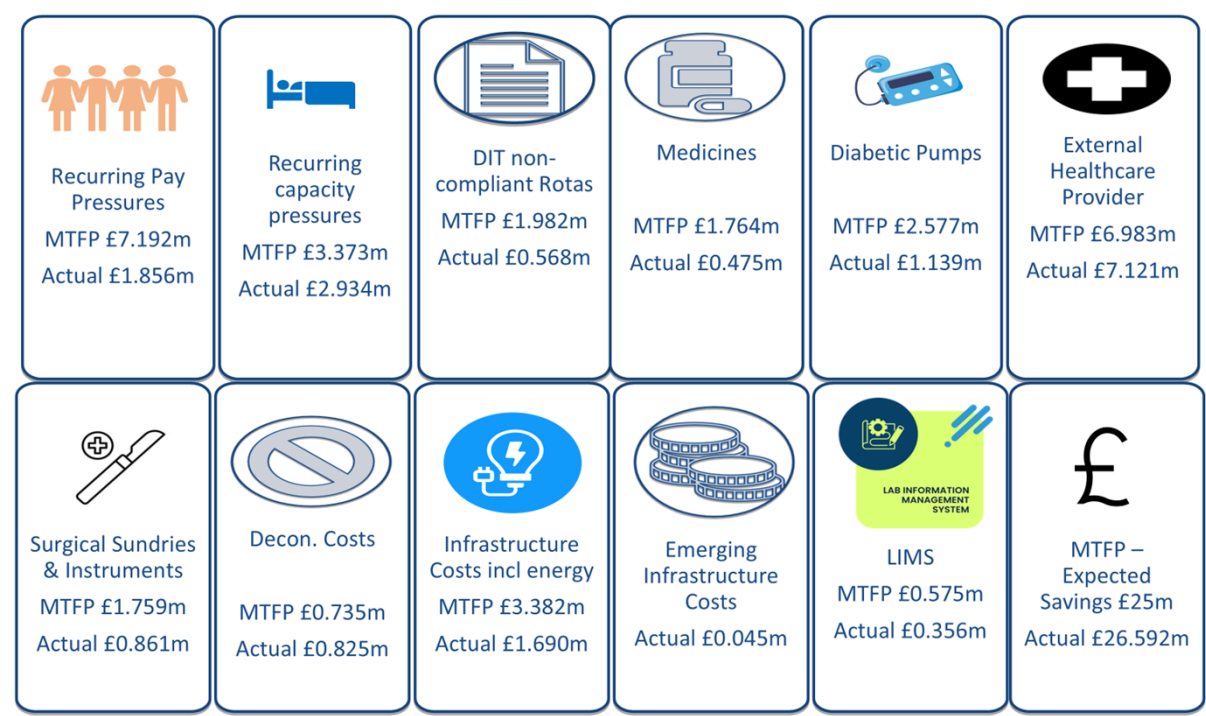 Recurring Pay
Pressures
MTFP £7.192m
Actual £1.856m
Recurring
capacity
pressures
MTFP £3.373m
Actual £2.934m
DIT non-
compliant Rotas
MTFP £1.982m
Actual £0.568m
Medicines
MTFP £1.764m
Actual £0.475m
Diabetic Pumps
MTFP £2.577m
Actual £1.139m
External
Healthcare
Provider
MTFP £6.983m
Actual £7.121m
Surgical Sundries
& Instruments
MTFP £1.759m
Actual £0.861m
Decon. Costs
MTFP £0.735m
Actual £0.825m
Infrastructure
Costs incl energy
MTFP £3.382m
Actual £1.690m
Emerging
Infrastructure
Costs
Actual £0.045m
LAB INFORMATION
MANAGEMENT
SYSTEM
LIMS
MTFP £0.575m
Actual £0.356m
£
MTFP –
Expected
Savings £25m
Actual £26.592m